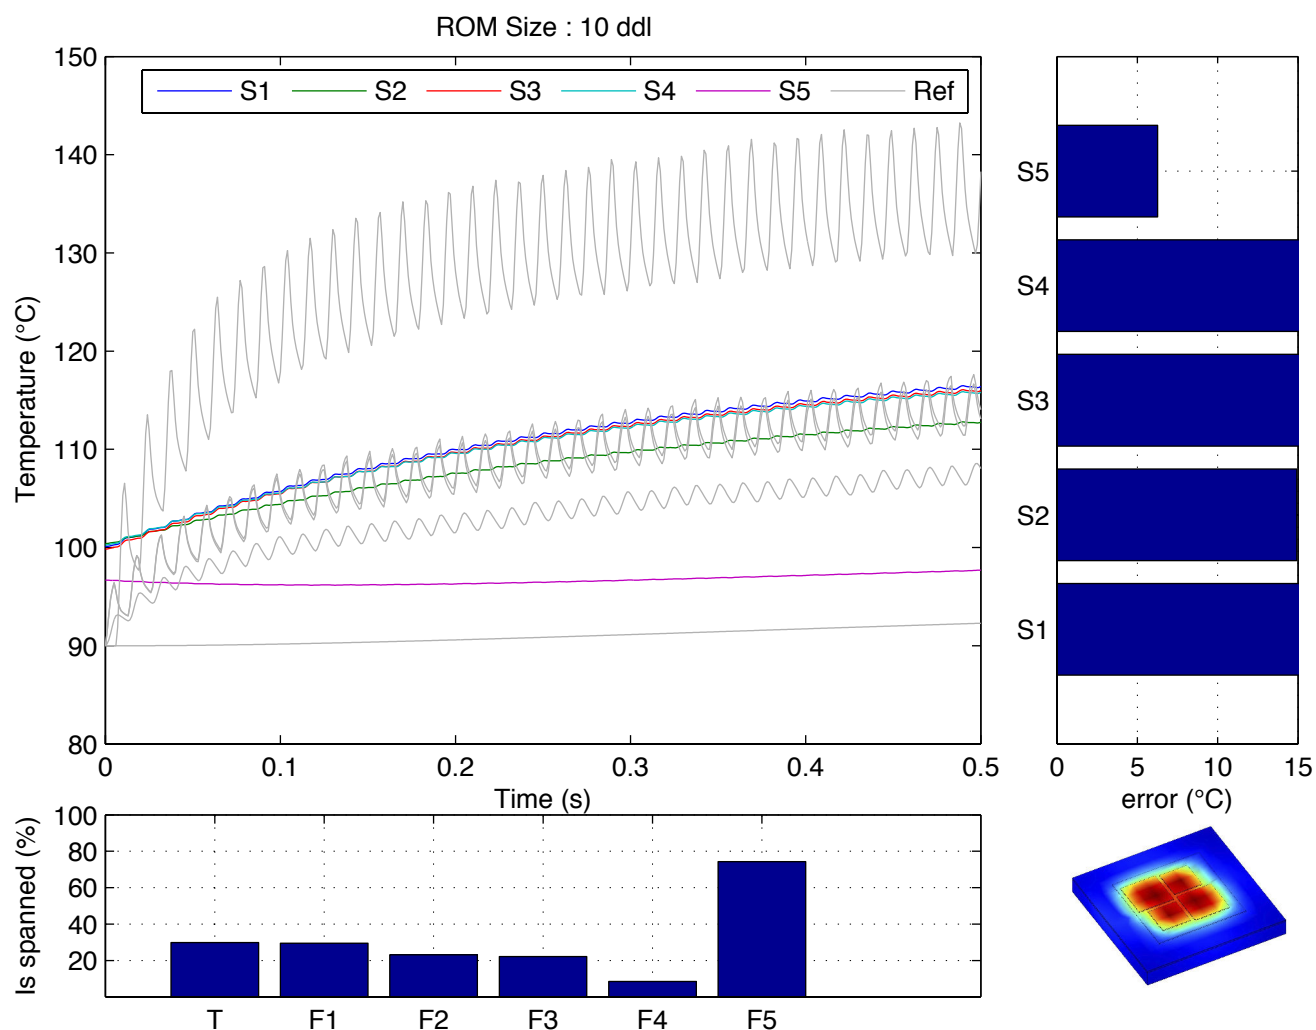 ROM Size : 10 ddl
S1 S2 S3 S4 S5 Ref
Temperature (°C)
150
140
130
120
110
100
90
80
0 0.1 0.2 0.3 0.4 0.5
Time (s)
S5
S4
S3
S2
S1
0 5 10 15
error (°C)
Is spanned (%)
100
80
60
40
20
T F1 F2 F3 F4 F5